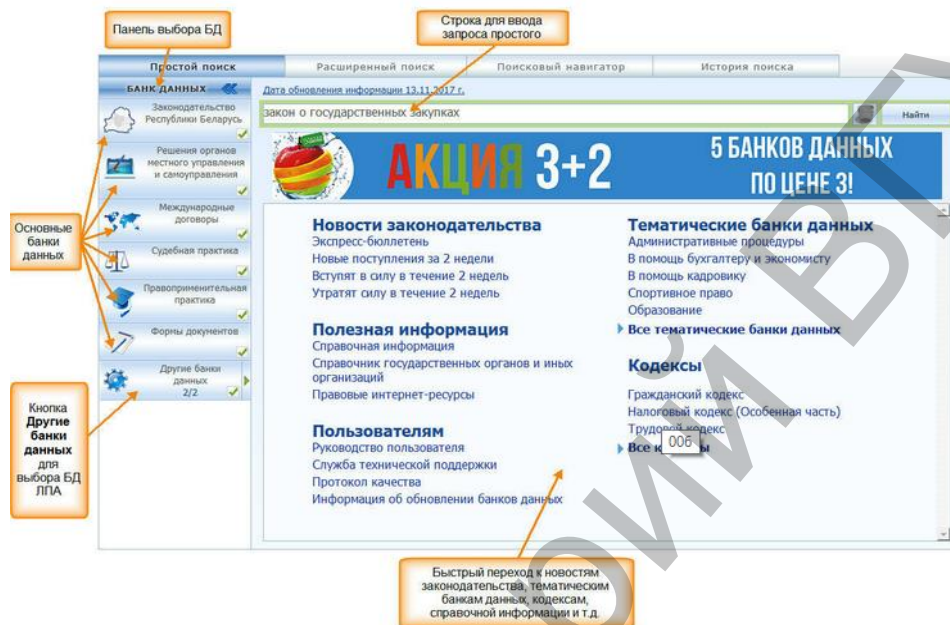 Панель выбора БД
Строка для ввода
запроса простого
Простой поиск
Расширенный поиск
Поисковый навигатор
История поиска
БАНК ДАННЫХ
Дата обновления информации 13.11.2017 г.
закон о государственных закупках
Найти
Законодательство
Республики Беларусь
Решения органов
местного управления
и самоуправления
Международные
договоры
Судебная практика
Правоприменительная
практика
Формы документов
Другие банки
данных
2/2
Основные
банки
данных
Кнопка
Другие
банки
данных
для
выбора БД
ЛПА
АКЦИЯ 3+2
5 БАНКОВ ДАННЫХ
ПО ЦЕНЕ 3!
Новости законодательства
Экспресс-бюллетень
Новые поступления за 2 недели
Вступят в силу в течение 2 недель
Утратят силу в течение 2 недель
Полезная информация
Справочная информация
Справочник государственных органов и иных
организаций
Правовые интернет-ресурсы
Пользователям
Руководство пользователя
Служба технической поддержки
Протокол качества
Информация об обновлении банков данных
Тематические банки данных
Административные процедуры
В помощь бухгалтеру и экономисту
В помощь кадровику
Спортивное право
Образование
Все тематические банки данных
Кодексы
Гражданский кодекс
Налоговый кодекс (Особенная часть)
Трудовой кодекс
Все
006
Быстрый переход к новостям
законодательства, тематическим
банкам данных, кодексам,
справочной информации и т.д.